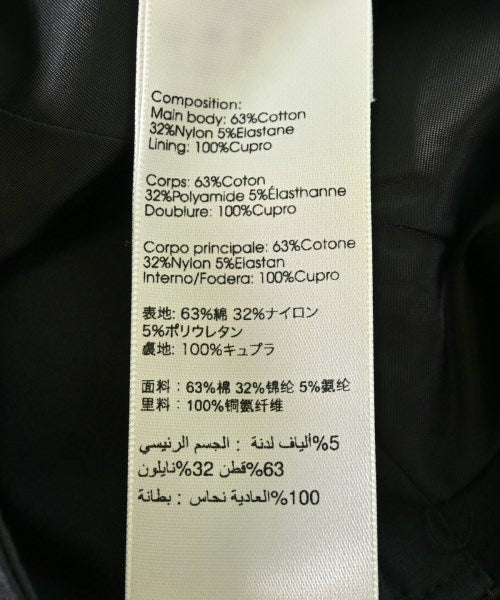 Composition:
Main body: 63%Cotton
32%Nylon 5%Elastane
Lining: 100%Cupro
Corps: 63%Coton
32%Polyamide 5%Élasthanne
Doublure: 100%Cupro
Corpo principale: 63%Cotone
32%Nylon 5%Elastan
Interno/Fodera: 100%Cupro
表地: 63%綿 32%ナイロン
5%ポリウレタン
裏地: 100%キュプラ
面料：63%棉 32%锦纶 5%氨纶
里料：100%铜氨纤维
5%ألياف لدنة : الجسم الرئيسي
63%قطن 32%نايلون
100%العادية نحاس : بطانة